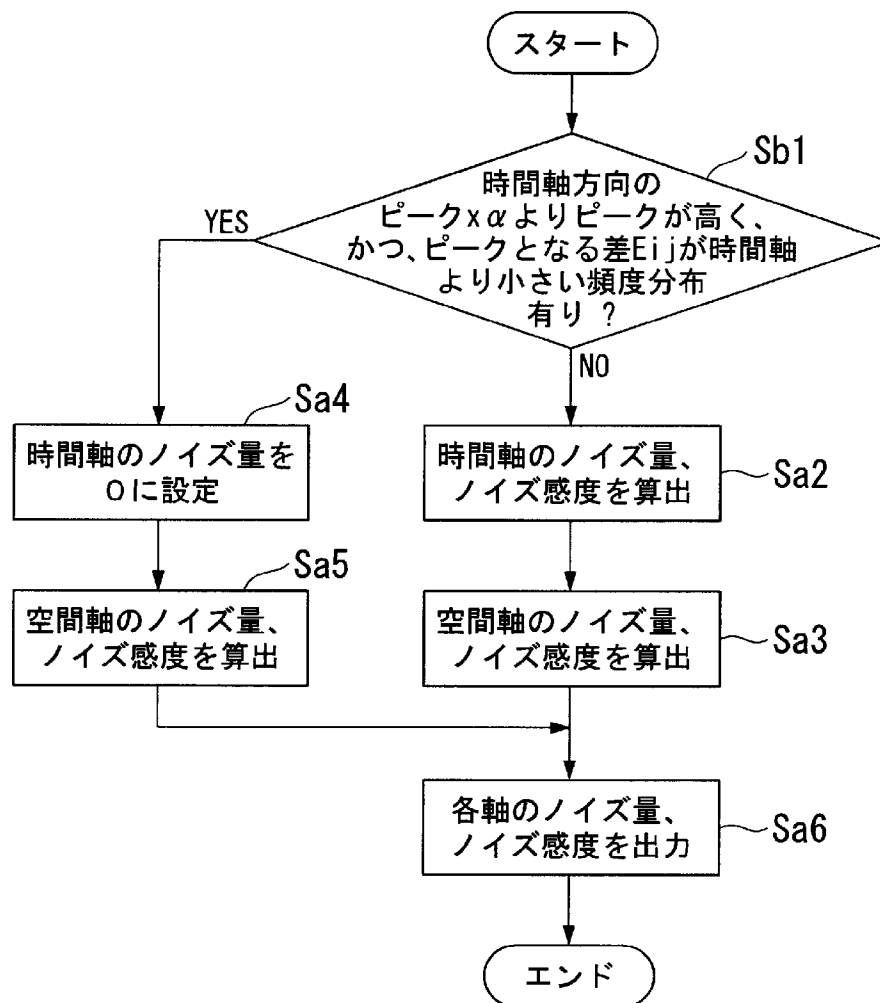 スタート
Sb1
時間軸方向の
ピークxαよりピークが高く、
かつ、ピークとなる差Eijが時間軸
より小さい頻度分布
有り ?
YES
NO
Sa4
時間軸のノイズ量を
0に設定
時間軸のノイズ量、
ノイズ感度を算出
Sa2
Sa5
空間軸のノイズ量、
ノイズ感度を算出
空間軸のノイズ量、
ノイズ感度を算出
Sa3
各軸のノイズ量、
ノイズ感度を出力
Sa6
エンド